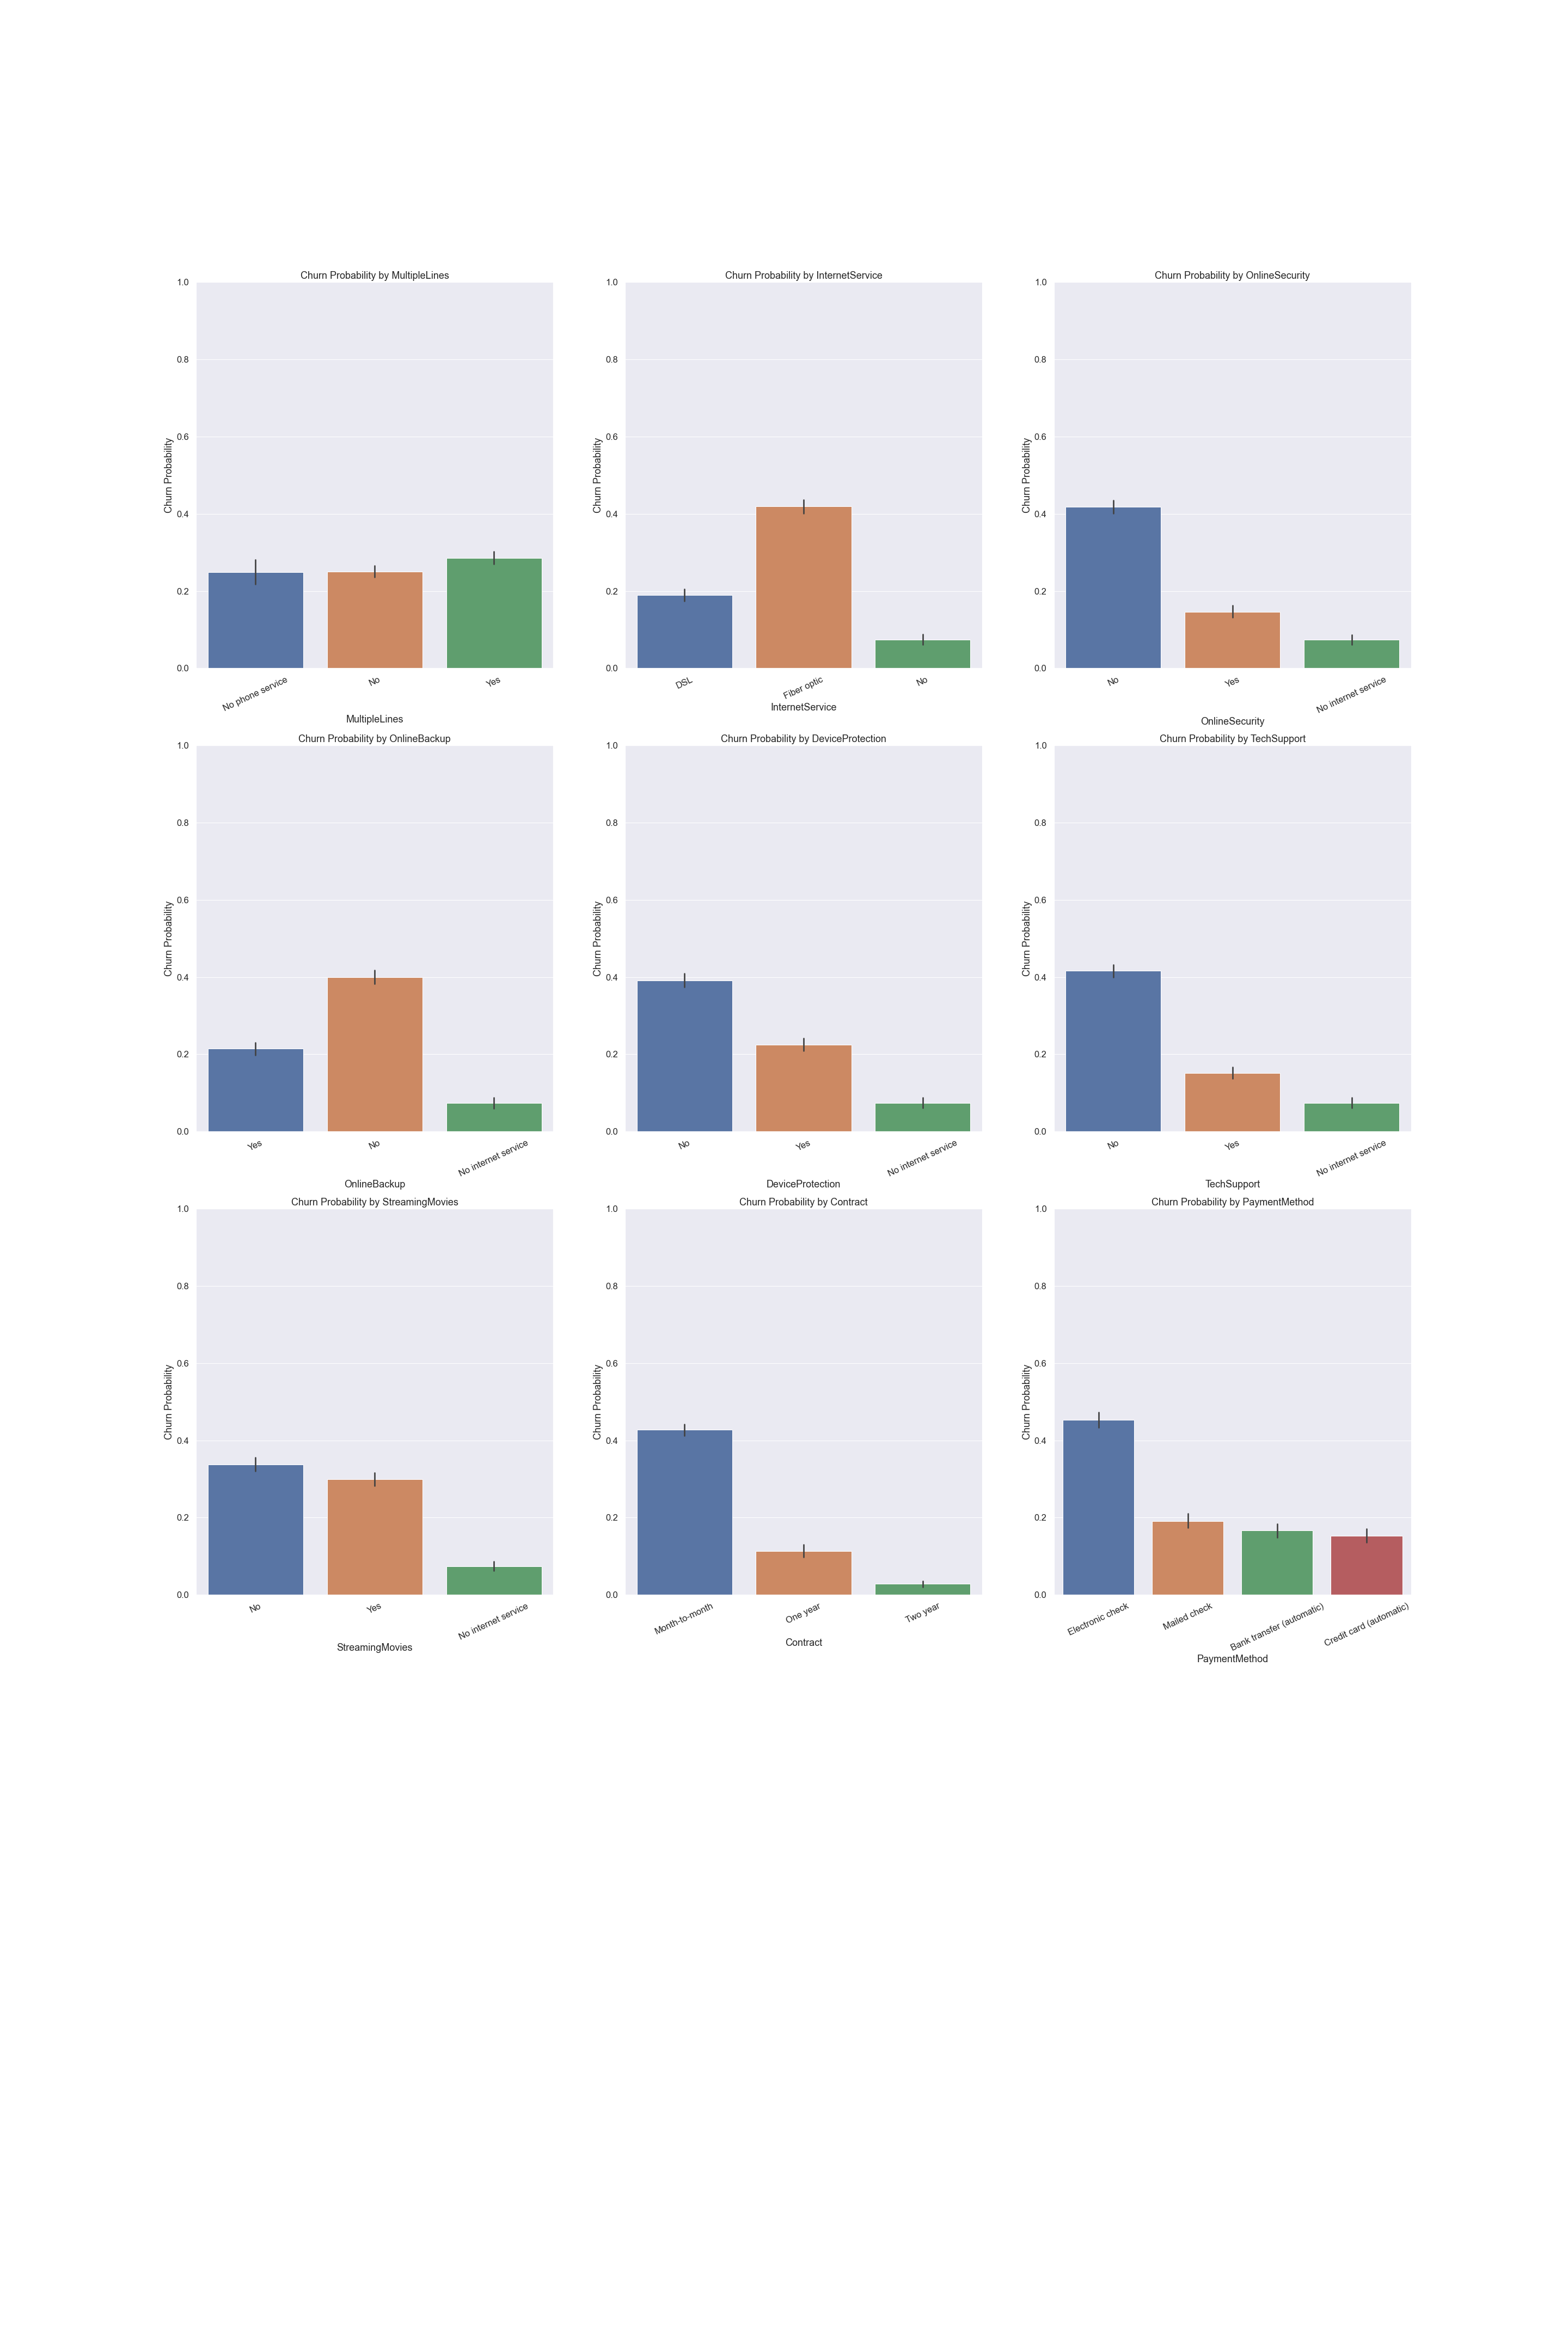 Churn Probability by MultipleLines
1.0
0.8
0.6
0.4
0.2
0.0
Churn Probability
No phone service
No
Yes
MultipleLines
Churn Probability by InternetService
1.0
0.8
0.6
0.4
0.2
0.0
Churn Probability
DSL
Fiber optic
No
InternetService
Churn Probability by OnlineSecurity
1.0
0.8
0.6
0.4
0.2
0.0
Churn Probability
No
Yes
No internet service
OnlineSecurity
Churn Probability by OnlineBackup
1.0
0.8
0.6
0.4
0.2
0.0
Churn Probability
Yes
No
No internet service
OnlineBackup
Churn Probability by DeviceProtection
1.0
0.8
0.6
0.4
0.2
0.0
Churn Probability
No
Yes
No internet service
DeviceProtection
Churn Probability by TechSupport
1.0
0.8
0.6
0.4
0.2
0.0
Churn Probability
No
Yes
No internet service
TechSupport
Churn Probability by StreamingMovies
1.0
0.8
0.6
0.4
0.2
0.0
Churn Probability
No
Yes
No internet service
StreamingMovies
Churn Probability by Contract
1.0
0.8
0.6
0.4
0.2
0.0
Churn Probability
Month-to-month
One year
Two year
Contract
Churn Probability by PaymentMethod
1.0
0.8
0.6
0.4
0.2
0.0
Churn Probability
Electronic check
Mailed check
Bank transfer (automatic)
Credit card (automatic)
PaymentMethod